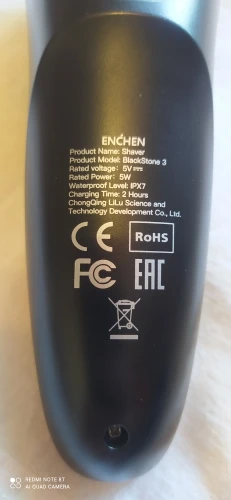 ENCHEN
Product Name: Shaver
Product Model: BlackStone 3
Rated voltage: 5V⎓
Rated Power: 5W
Waterproof Level: IPX7
Charging Time: 2 Hours
ChongQing LiLu Science and
Technology Development Co., Ltd.
CE RoHS
FC EAC
REDMI NOTE 8T
AI QUAD CAMERA